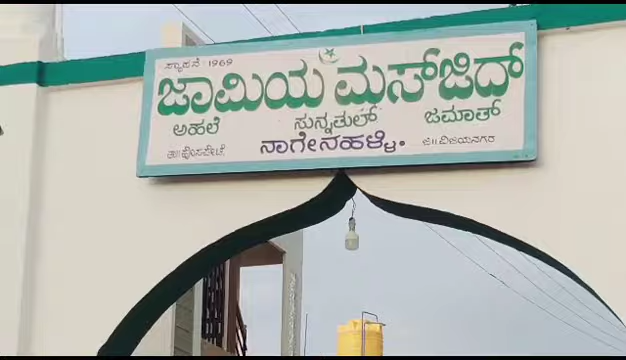 ಸ್ಥಾಪನೆ : 1969
ಜಾಮಿಯ ಮಸ್ಜಿದ್
ಅಹಲೆ ಸುನ್ನತುಲ್ ಜಮಾತ್
ತಾ|| ಹೊಸಪೇಟೆ. ನಾಗೇನಹಳ್ಳಿ. ಜಿ|| ವಿಜಯನಗರ